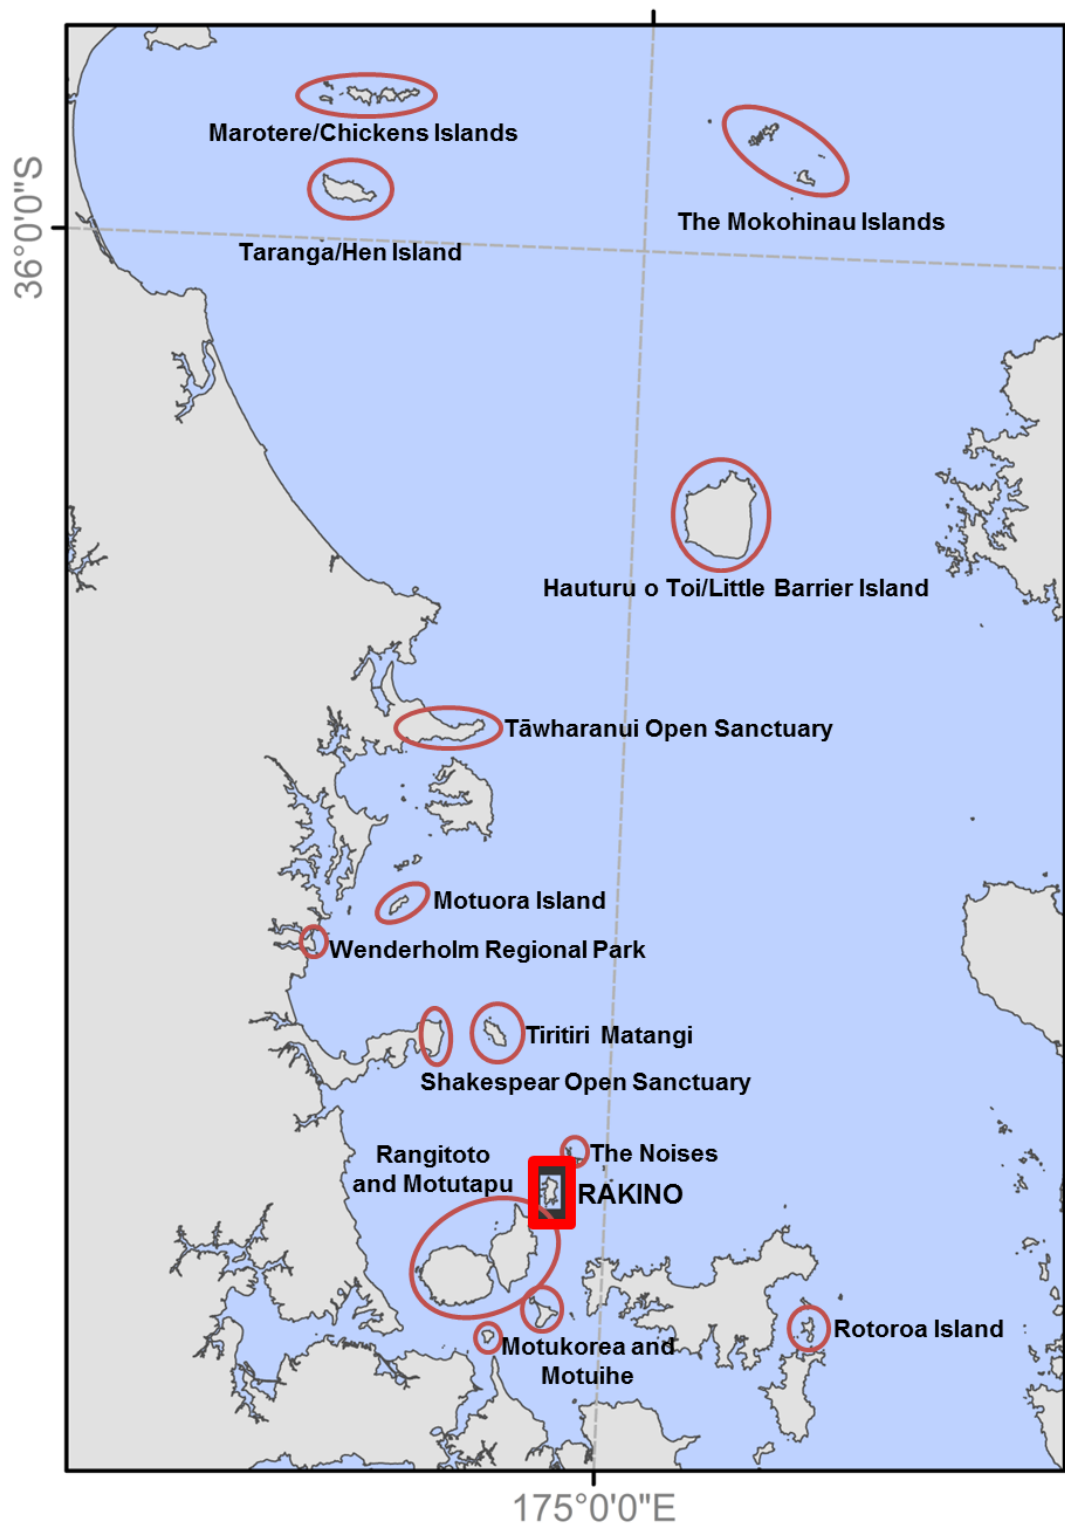 Marotere/Chickens Islands
The Mokohinau Islands
36°0'0"S
Taranga/Hen Island
Hauturu o Toi/Little Barrier Island
Tāwharanui Open Sanctuary
Motuora Island
Wenderholm Regional Park
Tiritiri Matangi
Shakespear Open Sanctuary
The Noises
Rangitoto
and Motutapu
RAKINO
Rotoroa Island
Motukorea and
Motuihe
175°0'0"E